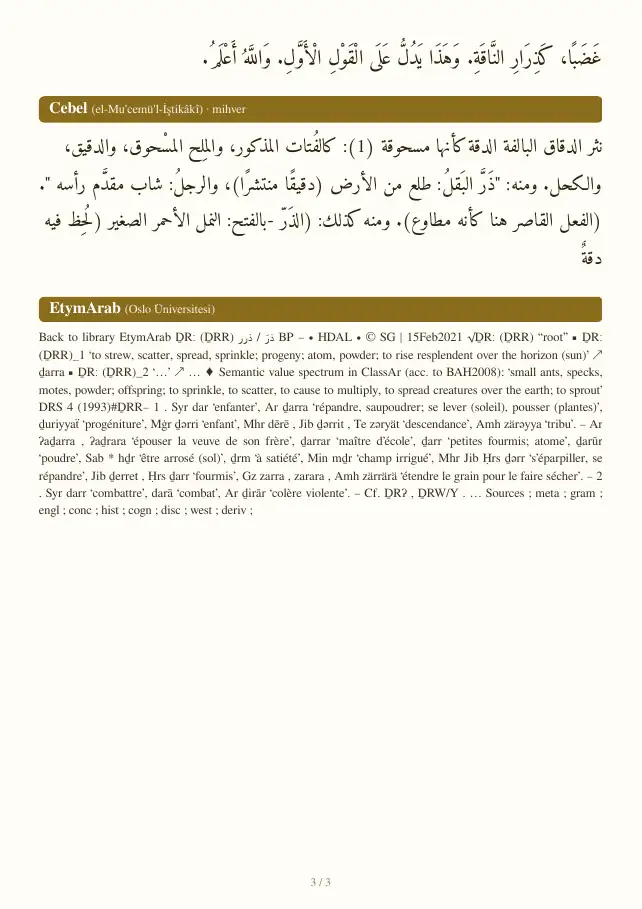 غَضَبًا، كَذِرَارِ النَّاقَةِ. وَهَذَا يَدُلُّ عَلَى الْقَوْلِ الْأَوَّلِ. وَاللَّهُ أَعْلَمُ.
Cebel (el-Mu'cemü'l-İştikâkî) · mihver
نثر الدقاق البالغة الدقة كأنها مسحوقة (1): كالفُتات المذكور، والملِح المسْحوق، والدقيق،
والكحل. ومنه: "ذَرَّ البَقلُ: طلع من الأرض (دقيقًا منتشرًا)، والرجلُ: شاب مقدَّم رأسه ".
(الفعل القاصر هنا كأنه مطاوع). ومنه كذلك: (الذَرّ -بالفتح: النمل الأحمر الصغير (لُحِظ فيه
دقةٌ
EtymArab (Oslo Üniversitesi)
Back to library EtymArab ḎR: (ḎRR) ذرر / ذرّ BP – • HDAL • © SG | 15Feb2021 √ḎR: (ḎRR) “root” ▪ ḎR:
(ḎRR)_1 ‘to strew, scatter, spread, sprinkle; progeny; atom, powder; to rise resplendent over the horizon (sun)’ ↗
ḏarra ▪ ḎR: (ḎRR)_2 ‘…’ ↗ … ♦ Semantic value spectrum in ClassAr (acc. to BAH2008): ‘small ants, specks,
motes, powder; offspring; to sprinkle, to scatter, to cause to multiply, to spread creatures over the earth; to sprout’
DRS 4 (1993)#ḎRR– 1 . Syr dar ‘enfanter’, Ar ḏarra ‘répandre, saupoudrer; se lever (soleil), pousser (plantes)’,
ḏuriyyaẗ ‘progéniture’, Mġr ḏərri ‘enfant’, Mhr dērē , Jib ḏərrit , Te zəryät ‘descendance’, Amh zärəyya ‘tribu’. – Ar
ʔaḏarra , ʔaḏrara ‘épouser la veuve de son frère’, ḏarrar ‘maître d’école’, ḏarr ‘petites fourmis; atome’, ḏarūr
‘poudre’, Sab * hḏr ‘être arrosé (sol)’, ḏrm ‘à satiété’, Min mḏr ‘champ irrigué’, Mhr Jib Ḥrs ḏərr ‘s’éparpiller, se
répandre’, Jib ḏerret , Ḥrs ḏarr ‘fourmis’, Gz zarra , zarara , Amh zärrärä ‘étendre le grain pour le faire sécher’. – 2
. Syr darr ‘combattre’, darā ‘combat’, Ar ḏirār ‘colère violente’. – Cf. ḎRʔ , ḎRW/Y . … Sources ; meta ; gram ;
engl ; conc ; hist ; cogn ; disc ; west ; deriv ;
3 / 3